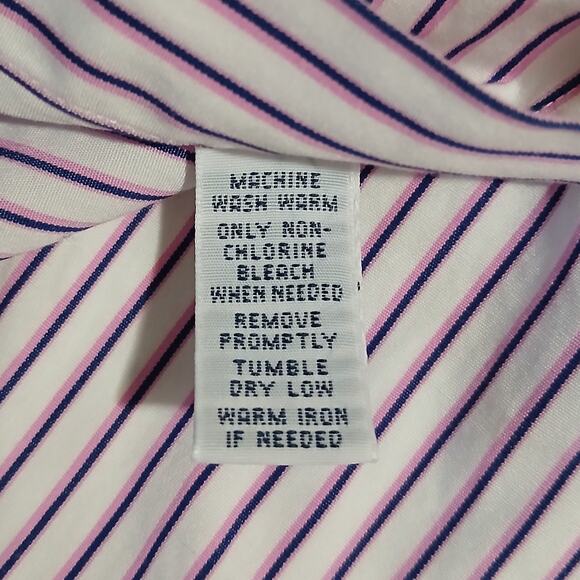 MACHINE
WASH WARM
ONLY NON-
CHLORINE
BLEACH
WHEN NEEDED
REMOVE
PROMPTLY
TUMBLE
DRY LOW
WARM IRON
IF NEEDED